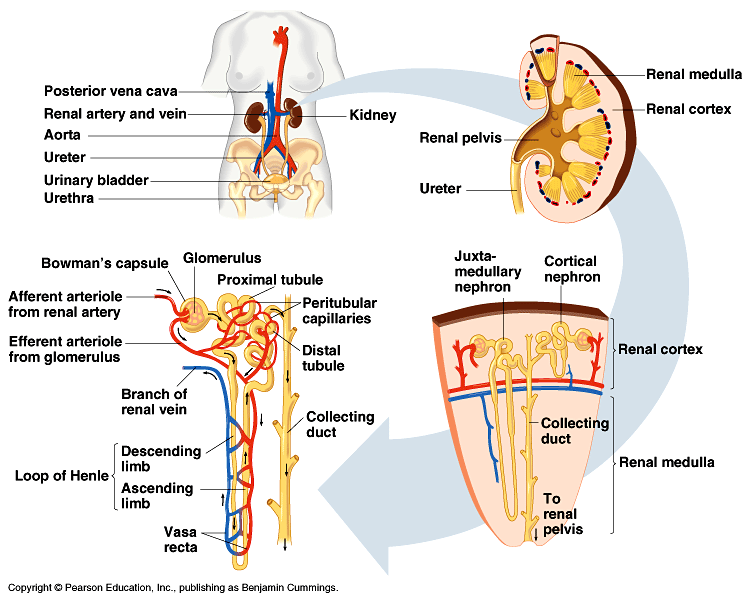 Posterior vena cava
Renal artery and vein
Aorta
Ureter
Urinary bladder
Urethra
Kidney
Renal medulla
Renal cortex
Renal pelvis
Ureter
Bowman's capsule
Glomerulus
Proximal tubule
Afferent arteriole
from renal artery
Peritubular
capillaries
Efferent arteriole
from glomerulus
Distal
tubule
Branch of
renal vein
Collecting
duct
Loop of Henle
Descending
limb
Ascending
limb
Vasa
recta
Juxta-
medullary
nephron
Cortical
nephron
Renal cortex
Collecting
duct
Renal medulla
To
renal
pelvis
Copyright © Pearson Education, Inc., publishing as Benjamin Cummings.